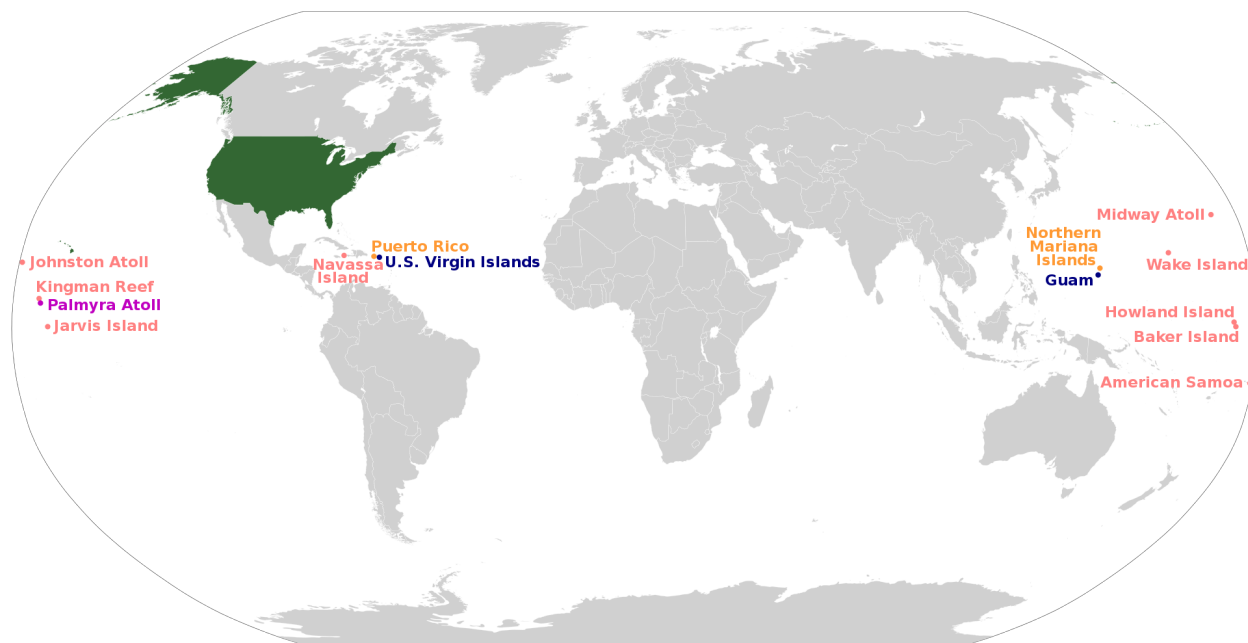 Midway Atoll
Northern
Mariana
Islands
Puerto Rico
Johnston Atoll
U.S. Virgin Islands
Navassa
Island
Wake Island
Guam
Kingman Reef
Palmyra Atoll
Howland Island
Jarvis Island
Baker Island
American Samoa